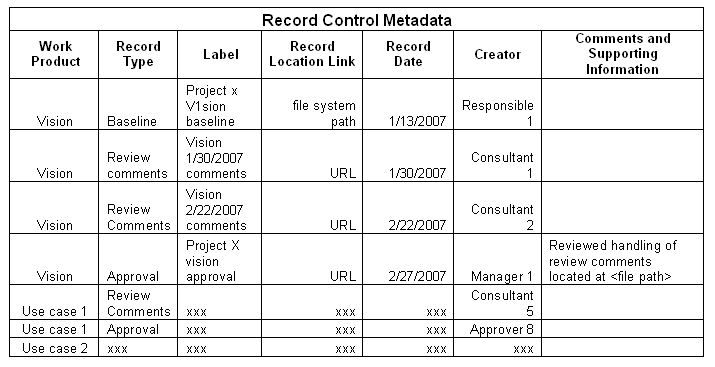 Record Control Metadata
Work Product | Record Type | Label | Record Location Link | Record Date | Creator | Comments and Supporting Information
Vision | Baseline | Project x V1sion baseline | file system path | 1/13/2007 | Responsible 1
Vision | Review comments | Vision 1/30/2007 comments | URL | 1/30/2007 | Consultant 1
Vision | Review Comments | Vision 2/22/2007 comments | URL | 2/22/2007 | Consultant 2
Vision | Approval | Project X vision approval | URL | 2/27/2007 | Manager 1 | Reviewed handling of review comments located at <file path>
Use case 1 | Review Comments | xxx | xxx | xxx | Consultant 5
Use case 1 | Approval | xxx | xxx | xxx | Approver 8
Use case 2 | xxx | xxx | xxx | xxx | xxx